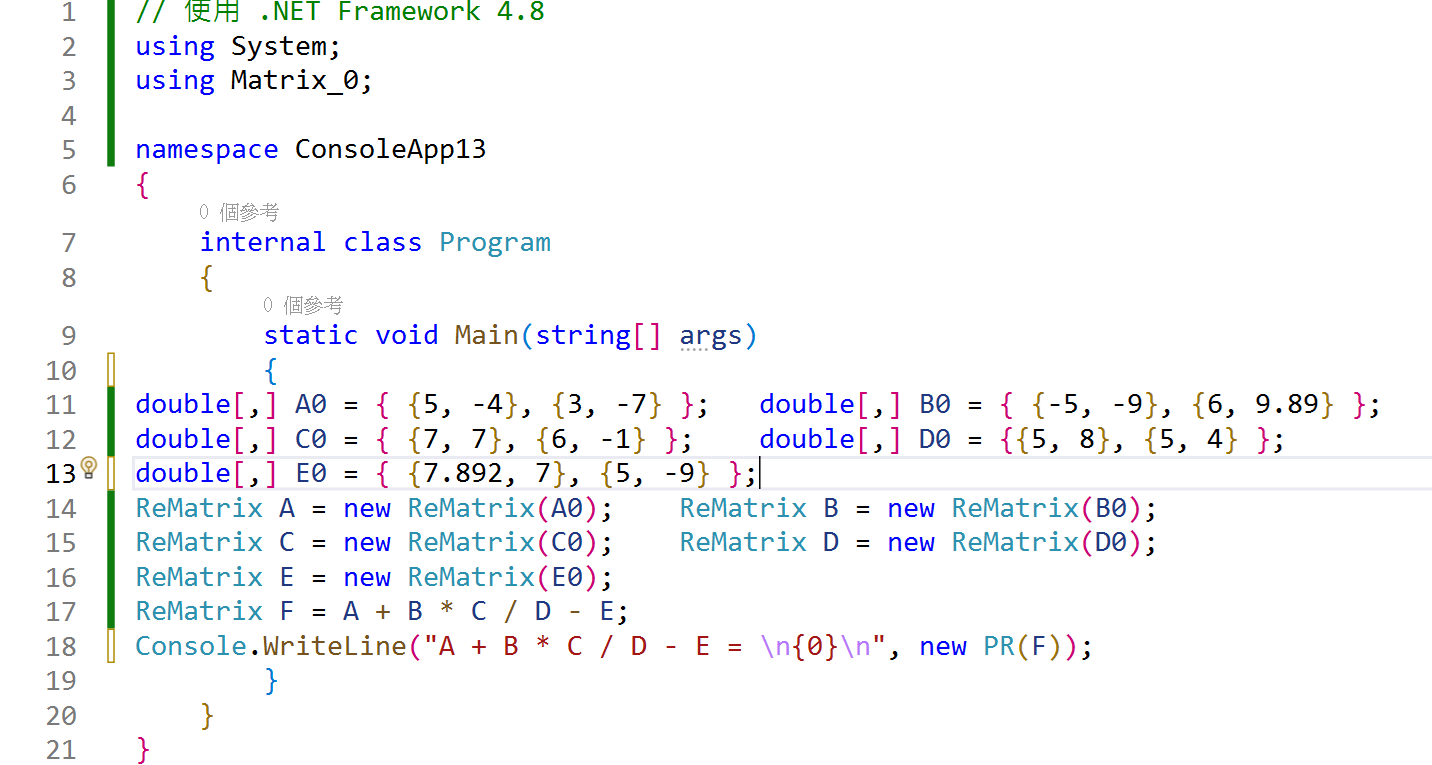 1 // 使用 .NET Framework 4.8
2 using System;
3 using Matrix_0;
4
5 namespace ConsoleApp13
6 {
0 個參考
7 internal class Program
8 {
0 個參考
9 static void Main(string[] args)
10 {
11 double[,] A0 = { {5, -4}, {3, -7} };   double[,] B0 = { {-5, -9}, {6, 9.89} };
12 double[,] C0 = { {7, 7}, {6, -1} };    double[,] D0 = {{5, 8}, {5, 4} };
13 double[,] E0 = { {7.892, 7}, {5, -9} };
14 ReMatrix A = new ReMatrix(A0);    ReMatrix B = new ReMatrix(B0);
15 ReMatrix C = new ReMatrix(C0);    ReMatrix D = new ReMatrix(D0);
16 ReMatrix E = new ReMatrix(E0);
17 ReMatrix F = A + B * C / D - E;
18 Console.WriteLine("A + B * C / D - E = \n{0}\n", new PR(F));
19 }
20 }
21 }